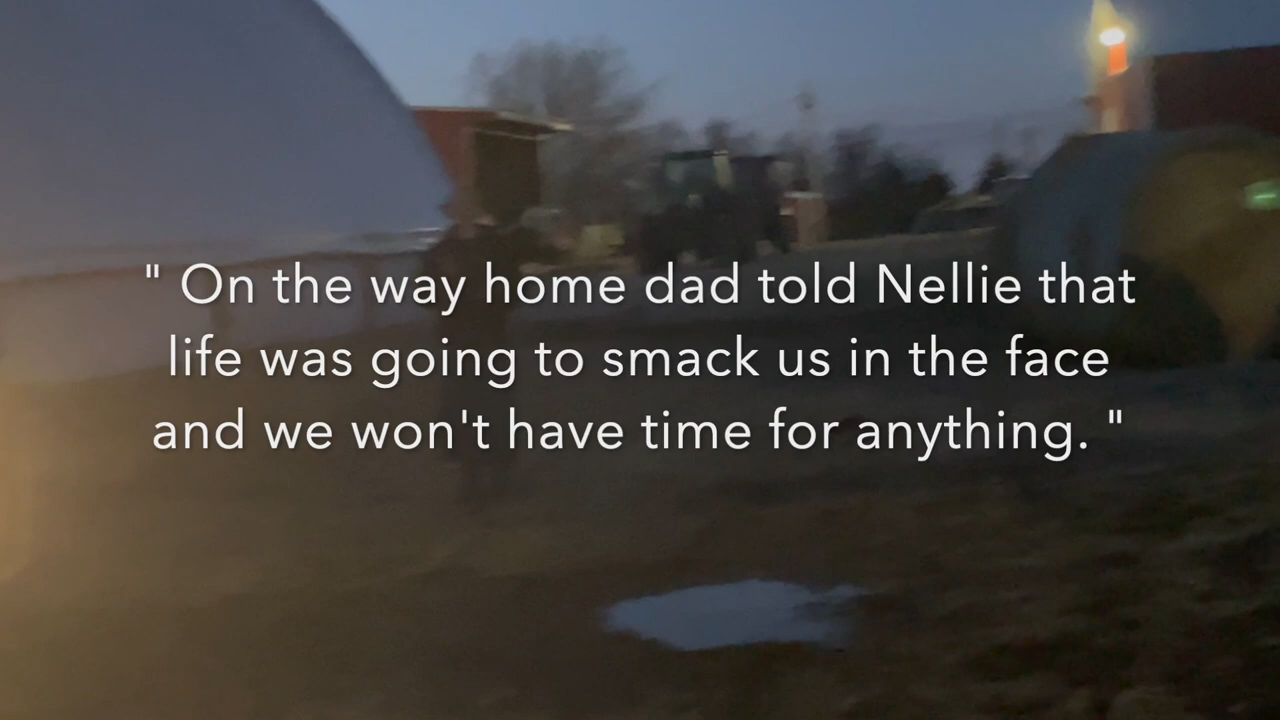 " On the way home dad told Nellie that
life was going to smack us in the face
and we won't have time for anything. "